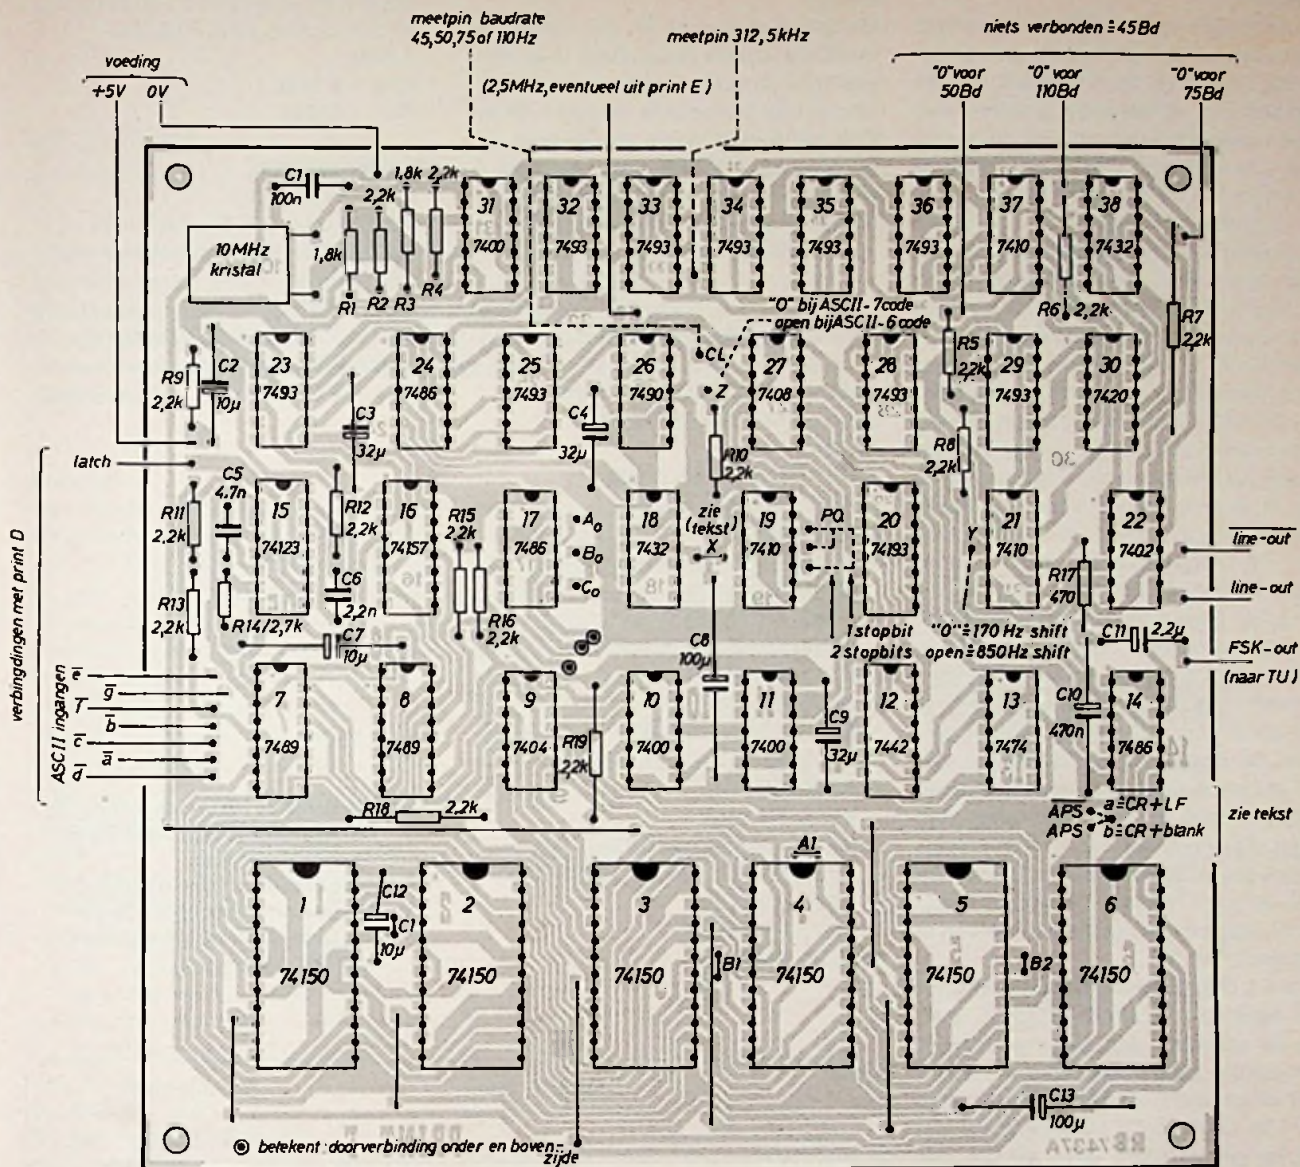 meetpin baudrate
45,50,75 of 110Hz
meetpin 312,5kHz
niets verbonden ≙ 45Bd
voeding
+5V 0V
(2,5MHz, eventueel uit print E)
"0" voor
50Bd
"0" voor
110Bd
"0" voor
75Bd
C1
100n
2,2k
1,8k
2,2k
10 MHz
kristal
1,8k
R1
R2
R3
R4
31
7400
32
7493
33
7493
34
7493
35
7493
36
7493
37
7410
38
7432
R6
2,2k
R7
2,2k
"0" bij ASCII-7code
open bij ASCII-6code
R9
2,2k
C2
10µ
23
7493
C3
32µ
24
7486
25
7493
C4
32µ
26
7490
CL
Z
R10
2,2k
27
7408
28
7493
R5
2,2k
R8
2,2k
29
7493
30
7420
latch
verbindingen met print D
R11
2,2k
C5
4,7n
15
74123
R12
2,2k
16
74157
R15
2,2k
17
7486
Ao
Bo
Co
18
7432
zie
(tekst)
X
19
7410
PQ
20
74193
Y
21
7410
R17
470
22
7402
line-out
line-out
R13
2,2k
R14/2,7k
C6
2,2n
C7
10µ
R16
2,2k
C8
100µ
1 stopbit
2 stopbits
"0" ≙ 170 Hz shift
open ≙ 850Hz shift
C11
2,2µ
FSK-out
(naar TU)
ASCII ingangen
e
g
f
b
c
a
d
7
7489
8
7489
9
7404
R19
2,2k
10
7400
11
7400
C9
32µ
12
7442
13
7474
C10
470n
14
7486
R18
2,2k
APS
APS
a ≙ CR+LF
b ≙ CR+blank
zie tekst
1
74150
C12
10µ
C1
2
74150
3
74150
B1
A1
4
74150
5
74150
B2
6
74150
C13
100µ
betekent: doorverbinding onder en boven-
zijde
RB7437A